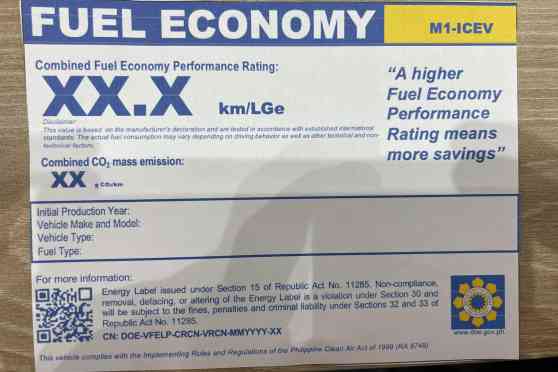 FUEL ECONOMY
M1-ICEV
Combined Fuel Economy Performance Rating:
XX.X km/LGe
Disclaimer
This value is based on the manufacturer's declaration and are tested in accordance with established international
standards. The actual fuel consumption may vary depending on driving behavior as well as other technical and non-
technical factors.
Combined CO2 mass emission:
XX g CO2/km
"A higher
Fuel Economy
Performance
Rating means
more savings"
Initial Production Year:
Vehicle Make and Model:
Vehicle Type:
Fuel Type:
For more information:
Energy Label issued under Section 15 of Republic Act No. 11285. Non-compliance,
removal, defacing, or altering of the Energy Label is a violation under Section 30 and
will be subject to the fines, penalties and criminal liability under Sections 32 and 33 of
Republic Act No. 11285.
CN: DOE-VFELP-CRCN-VRCN-MMYYYY-XX
www.doe.gov.ph
This vehicle complies with the Implementing Rules and Regulations of the Philippine Clean Air Act of 1999 (RA 8749)